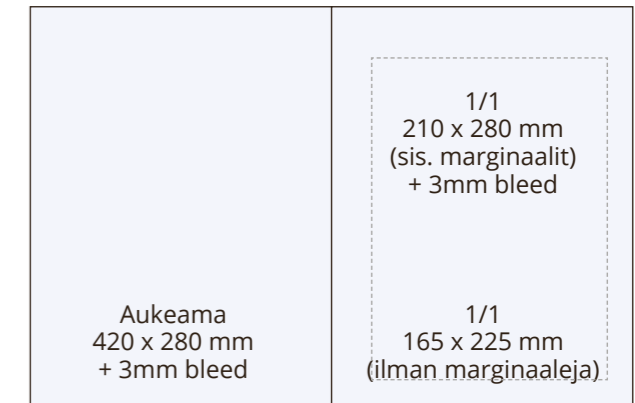 1/1
210 x 280 mm
(sis. marginaalit)
+ 3mm bleed
Aukeama
420 x 280 mm
+ 3mm bleed
1/1
165 x 225 mm
(ilman marginaaleja)